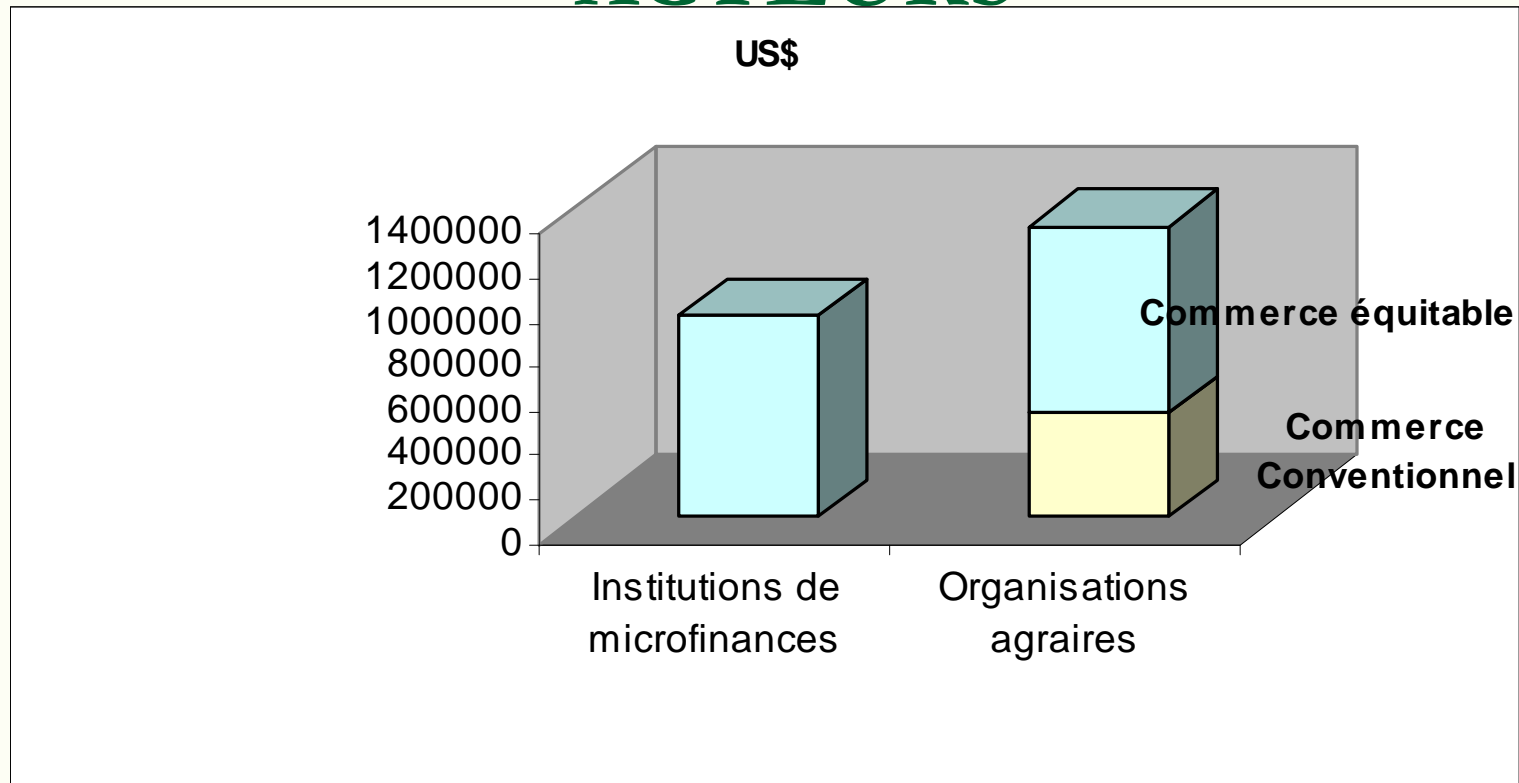 US$
1400000
1200000
1000000
800000
600000
400000
200000
0
Commerce équitable
Commerce
Conventionnel
Institutions de
microfinances
Organisations
agraires